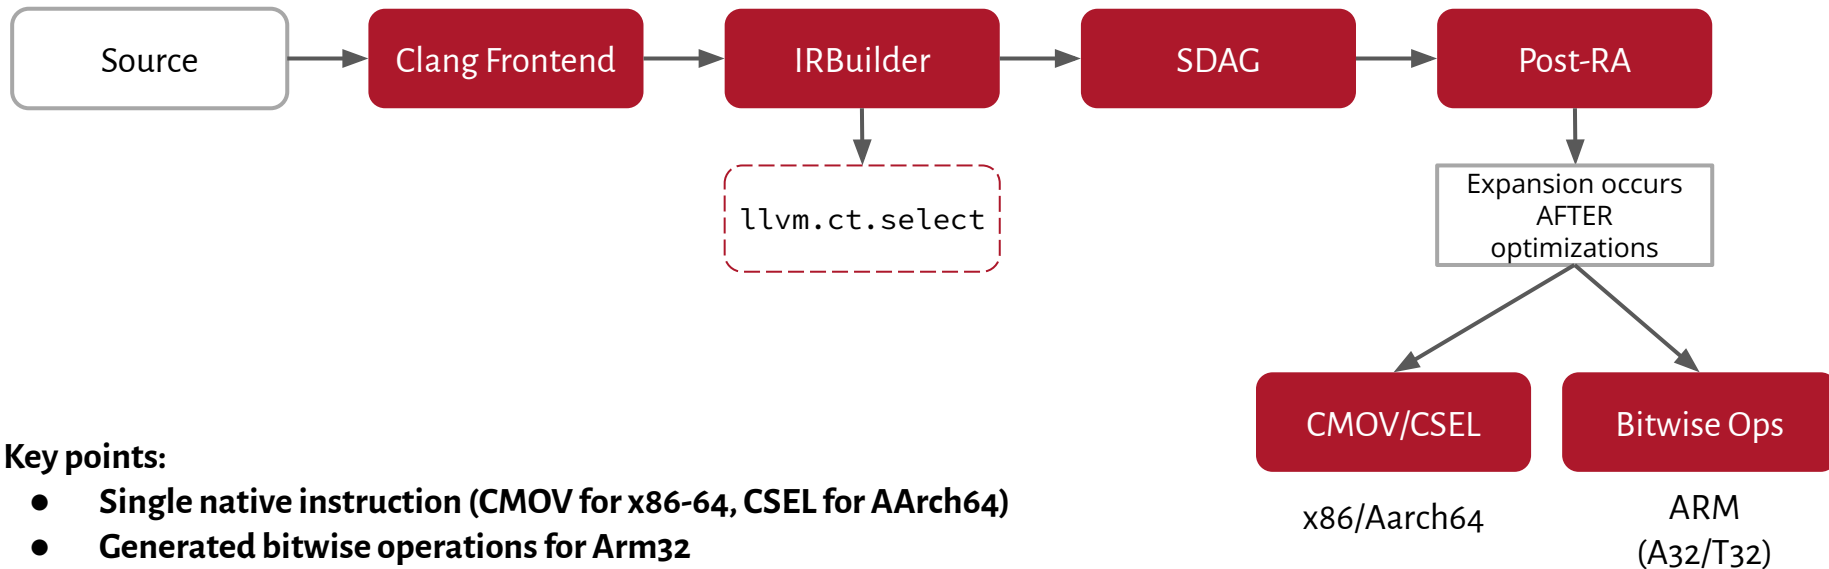 Source
Clang Frontend
IRBuilder
SDAG
Post-RA
llvm.ct.select
Expansion occurs
AFTER
optimizations
CMOV/CSEL
Bitwise Ops
x86/Aarch64
ARM
(A32/T32)
Key points:
● Single native instruction (CMOV for x86-64, CSEL for AArch64)
● Generated bitwise operations for Arm32